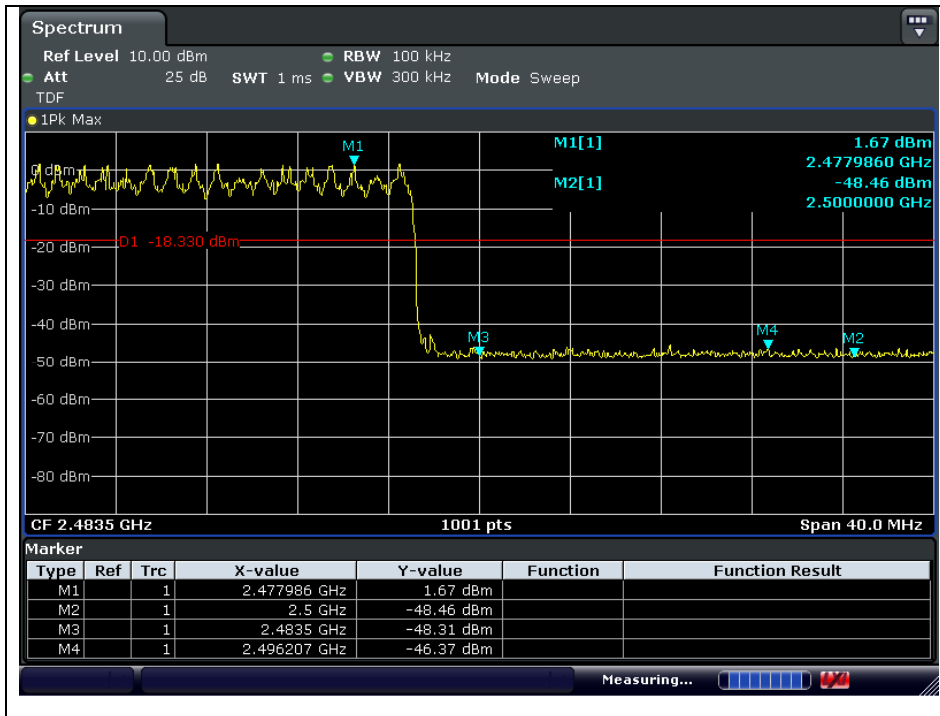 Spectrum
Ref Level 10.00 dBm RBW 100 kHz
Att 25 dB SWT 1 ms VBW 300 kHz Mode Sweep
TDF
1Pk Max
M1[1] 1.67 dBm
2.4779860 GHz
M2[1] -48.46 dBm
2.5000000 GHz
M1
0 dBm
-10 dBm
D1 -18.330 dBm
-20 dBm
-30 dBm
-40 dBm
M3 M4 M2
-50 dBm
-60 dBm
-70 dBm
-80 dBm
CF 2.4835 GHz 1001 pts Span 40.0 MHz
Marker
Type Ref Trc X-value Y-value Function Function Result
M1 1 2.477986 GHz 1.67 dBm
M2 1 2.5 GHz -48.46 dBm
M3 1 2.4835 GHz -48.31 dBm
M4 1 2.496207 GHz -46.37 dBm
Measuring...